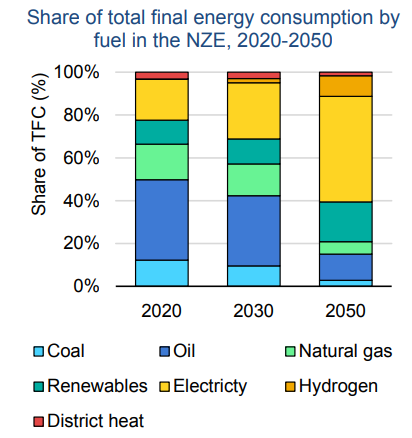 Share of total final energy consumption by
fuel in the NZE, 2020-2050
Share of TFC (%)
100%
80%
60%
40%
20%
0%
2020 2030 2050
Coal Oil Natural gas
Renewables Electricty Hydrogen
District heat